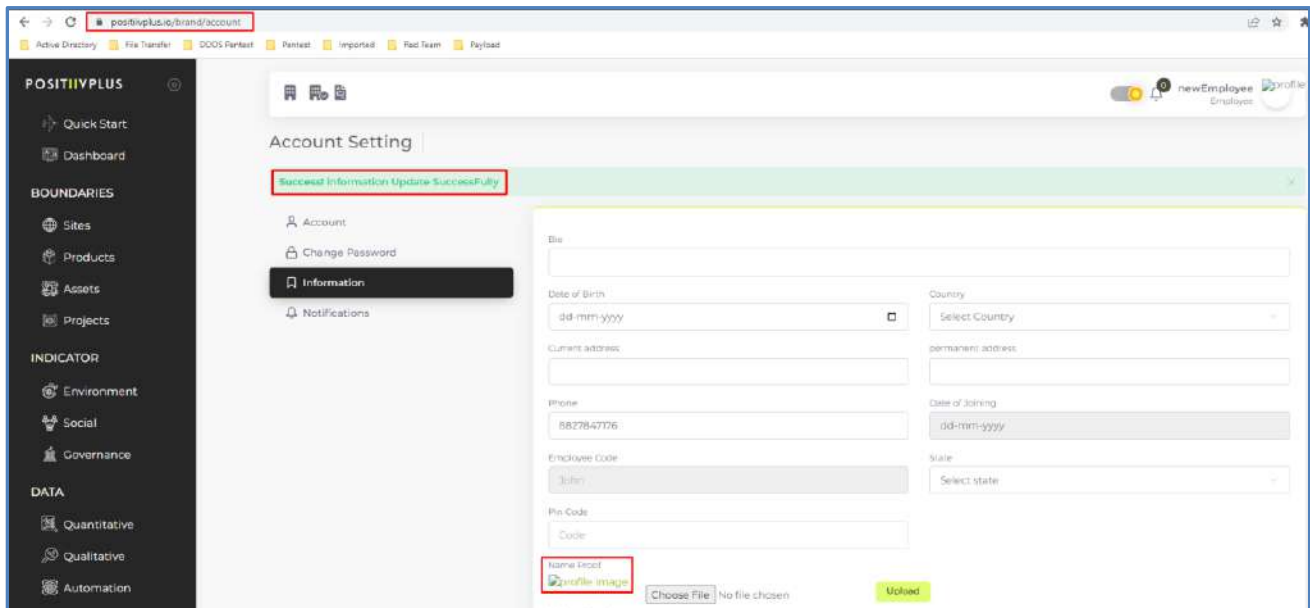 positiivplus.io/brand/account
Active Directory File Transfer DDOS Pentest Pentest Imported Red Team Payload
POSITIIVPLUS
Quick Start
Dashboard
BOUNDARIES
Sites
Products
Assets
Projects
INDICATOR
Environment
Social
Governance
DATA
Quantitative
Qualitative
Automation
0
newEmployee
Employee
profile
Account Setting
Success! Information Update SuccessFully
Account
Change Password
Information
Notifications
Bio
Date of Birth
dd-mm-yyyy
Country
Select Country
Current address
permanent address
Phone
8827847176
Date of Joining
dd-mm-yyyy
Employee Code
John
State
Select state
Pin Code
Code
Name Proof
profile image
Choose File No file chosen
Upload